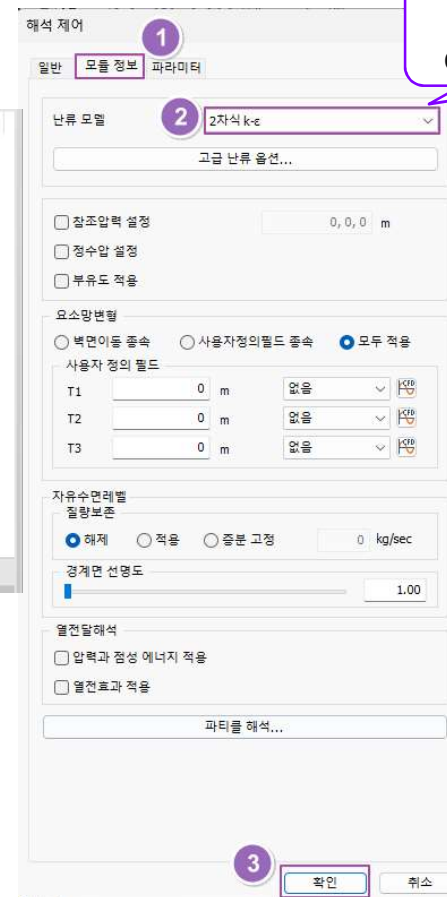 해석 제어
1
일반 모듈 정보 파라미터
난류 모델 2 2차식 k-ε
고급 난류 옵션...
참조압력 설정 0, 0, 0 m
정수압 설정
부유도 적용
요소망변형
벽면이동 종속 사용자정의필드 종속 모두 적용
사용자 정의 필드
T1 0 m 없음
T2 0 m 없음
T3 0 m 없음
자유수면레벨
질량보존
해제 적용 증분 고정 0 kg/sec
경계면 선명도
1.00
열전달해석
압력과 점성 에너지 적용
열전효과 적용
파티클 해석...
3
확인 취소